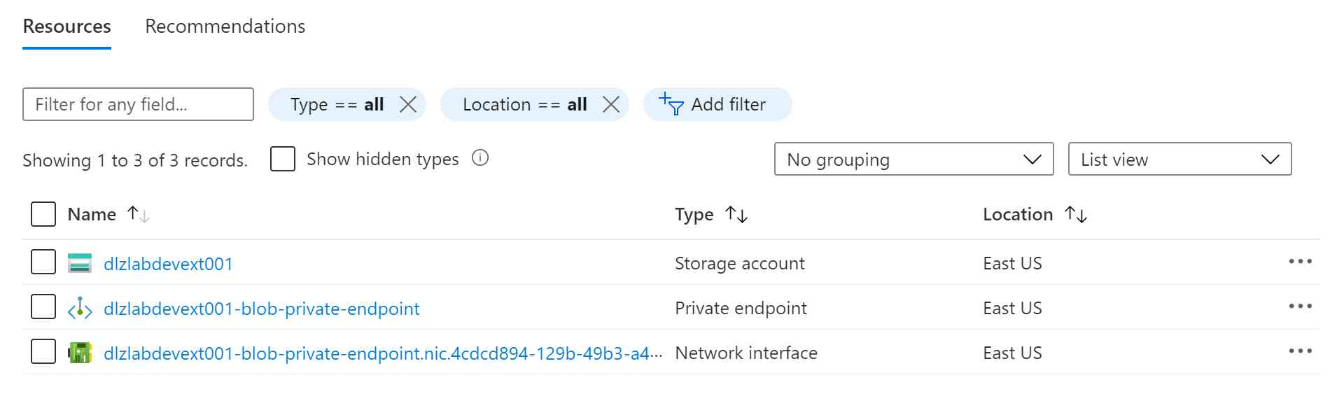 Resources Recommendations
Filter for any field... Type == all Location == all Add filter
Showing 1 to 3 of 3 records. Show hidden types No grouping List view
Name Type Location
dlzlabdevext001 Storage account East US
dlzlabdevext001-blob-private-endpoint Private endpoint East US
dlzlabdevext001-blob-private-endpoint.nic.4cdcd894-129b-49b3-a4... Network interface East US